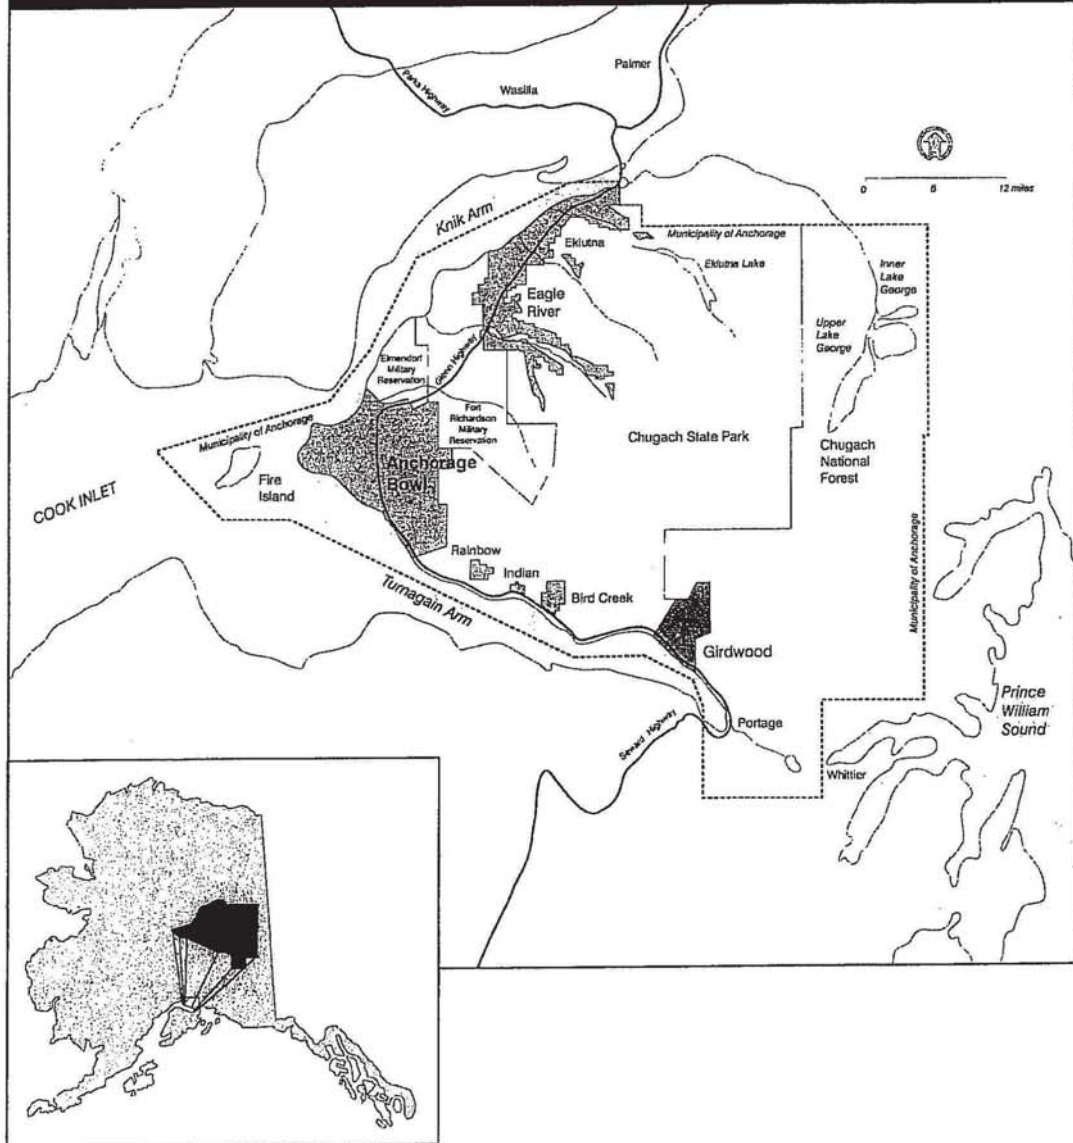 Palmer
Parks Highway
Wasilla
0 6 12 miles
Knik Arm
Municipality of Anchorage
Eklutna
Eklutna Lake
Inner
Lake
George
Eagle
River
Upper
Lake
George
Elmendorf
Military
Reservation
Glenn Highway
Fort
Richardson
Military
Reservation
Municipality of Anchorage
Chugach State Park
Chugach
National
Forest
Anchorage
Bowl
Fire
Island
COOK INLET
Municipality of Anchorage
Rainbow
Indian
Bird Creek
Turnagain Arm
Girdwood
Prince
William
Sound
Seward Highway
Portage
Whittier